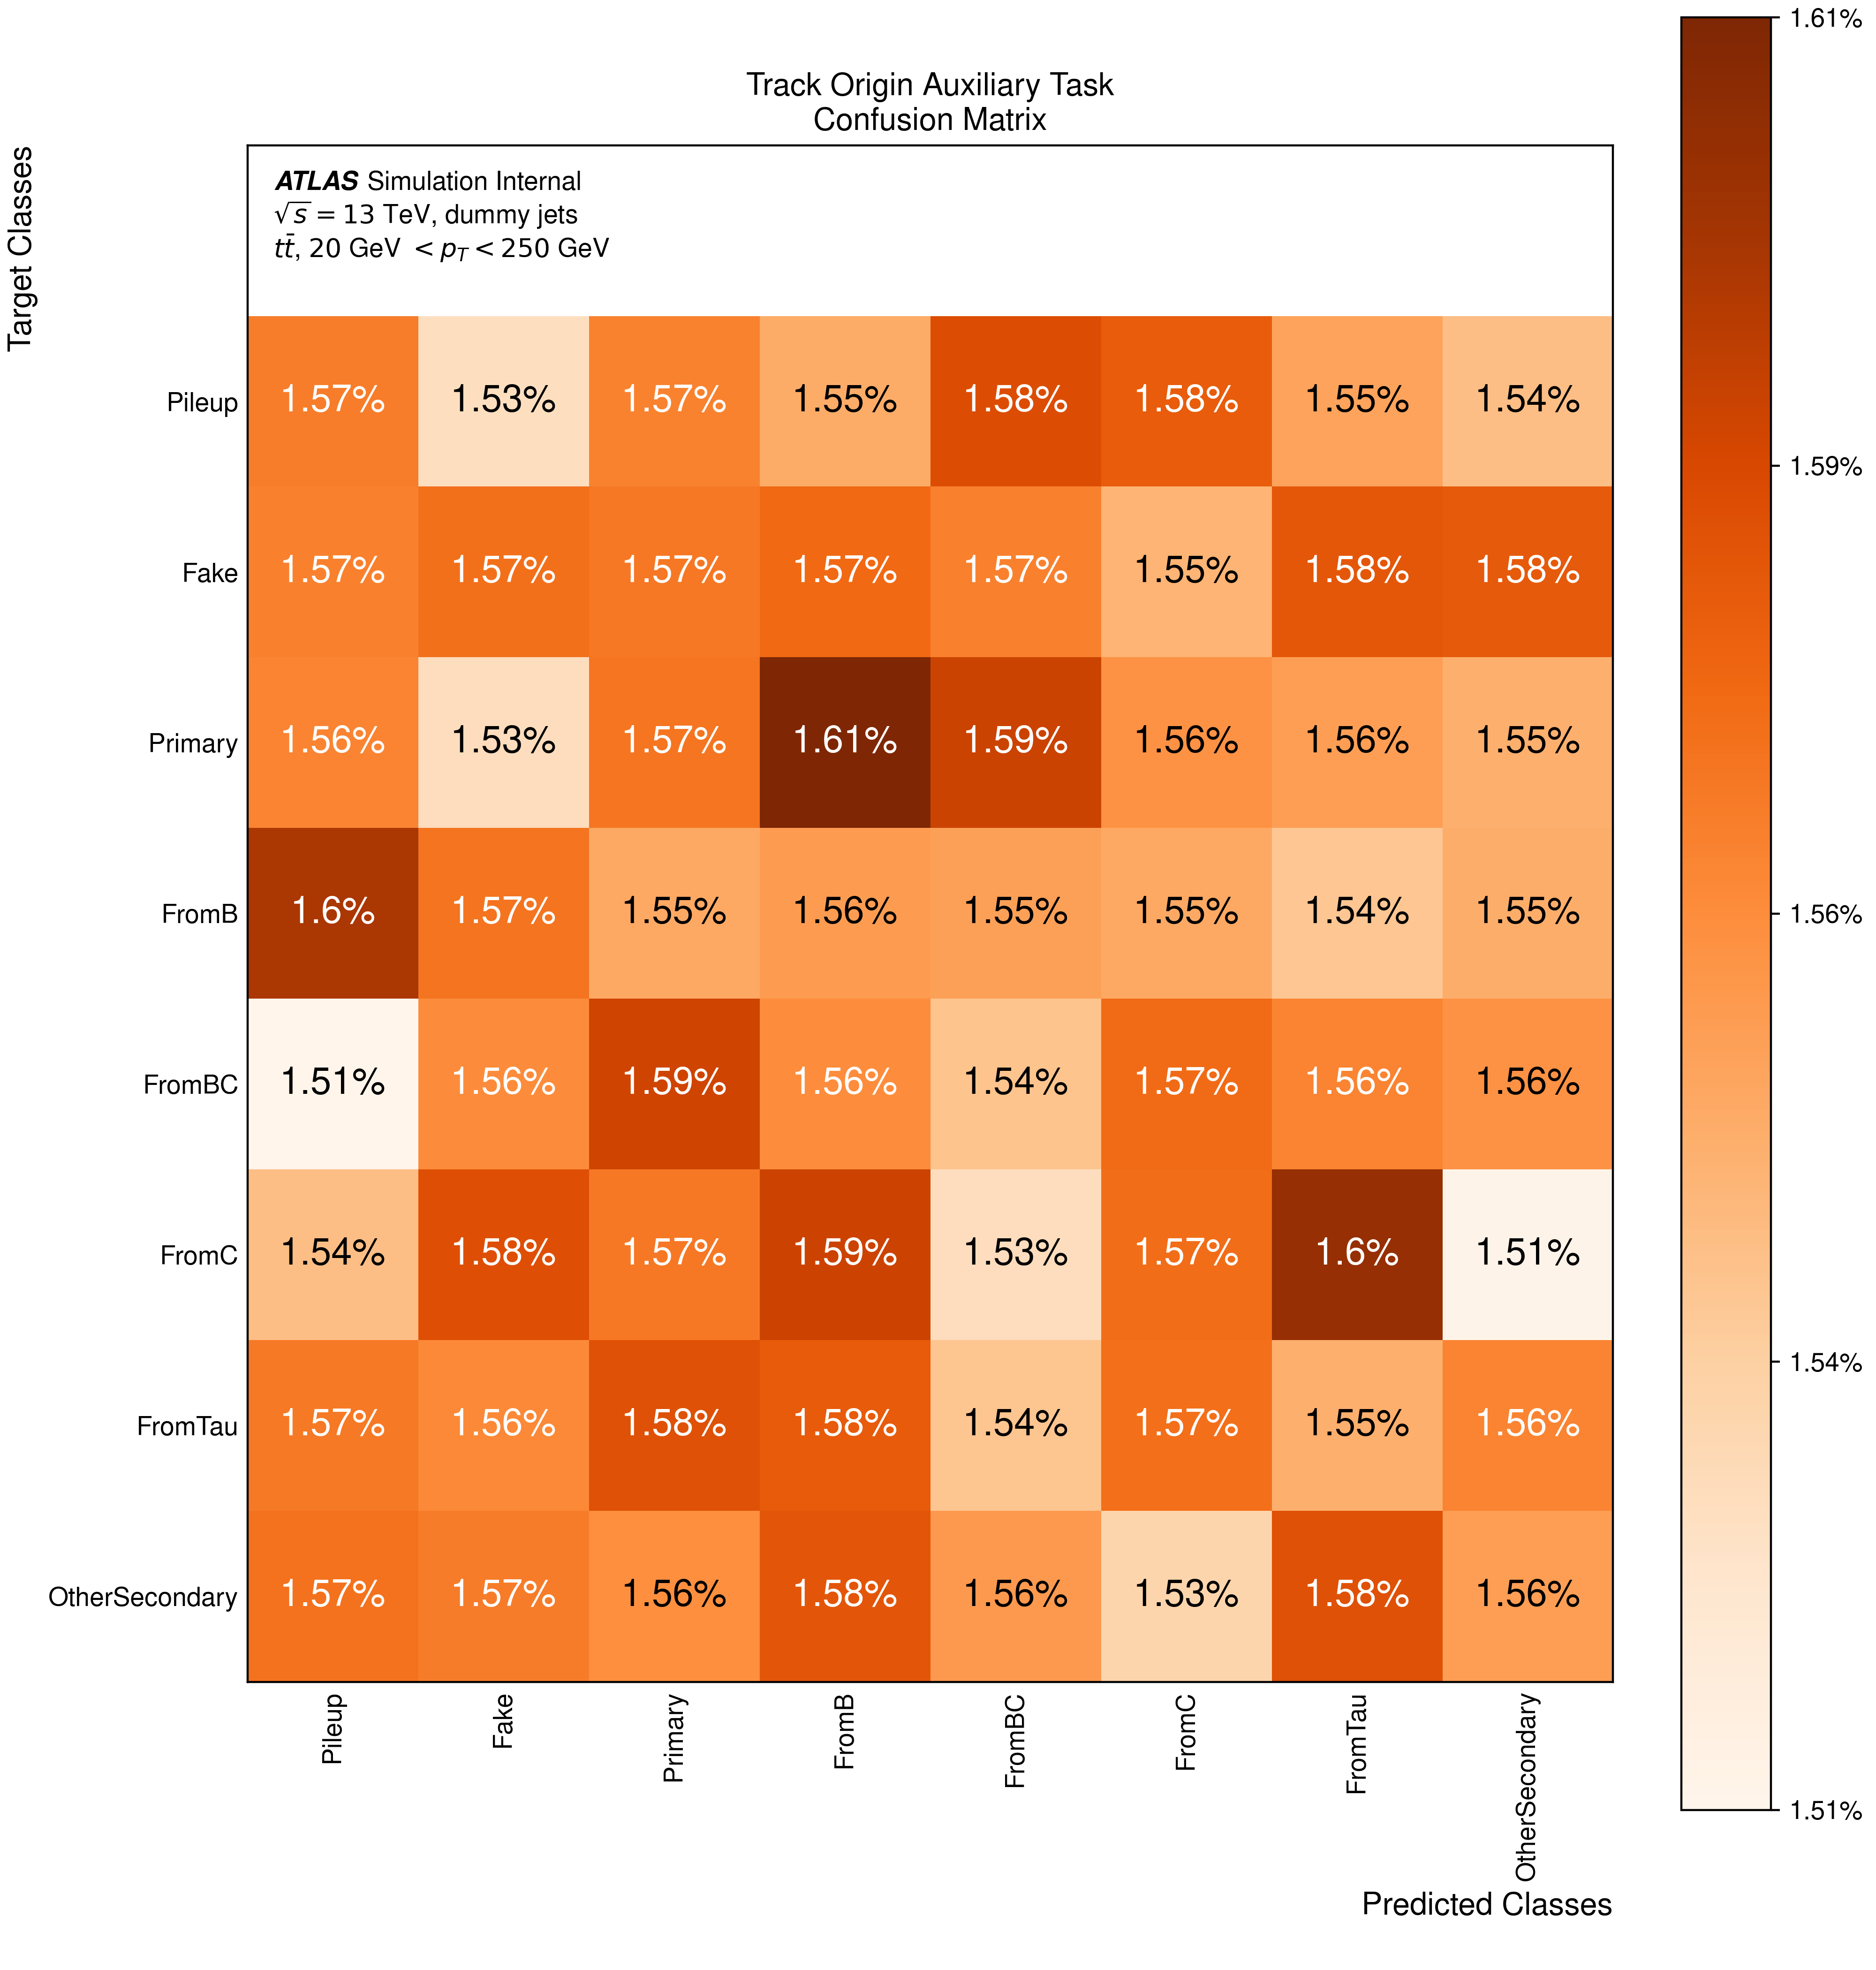 Track Origin Auxiliary Task
Confusion Matrix
Target Classes
ATLAS Simulation Internal
√s = 13 TeV, dummy jets
tt̄, 20 GeV < p_T < 250 GeV
Pileup 1.57% 1.53% 1.57% 1.55% 1.58% 1.58% 1.55% 1.54%
Fake 1.57% 1.57% 1.57% 1.57% 1.57% 1.55% 1.58% 1.58%
Primary 1.56% 1.53% 1.57% 1.61% 1.59% 1.56% 1.56% 1.55%
FromB 1.6% 1.57% 1.55% 1.56% 1.55% 1.55% 1.54% 1.55%
FromBC 1.51% 1.56% 1.59% 1.56% 1.54% 1.57% 1.56% 1.56%
FromC 1.54% 1.58% 1.57% 1.59% 1.53% 1.57% 1.6% 1.51%
FromTau 1.57% 1.56% 1.58% 1.58% 1.54% 1.57% 1.55% 1.56%
OtherSecondary 1.57% 1.57% 1.56% 1.58% 1.56% 1.53% 1.58% 1.56%
Pileup Fake Primary FromB FromBC FromC FromTau OtherSecondary
Predicted Classes
1.61%
1.59%
1.56%
1.54%
1.51%